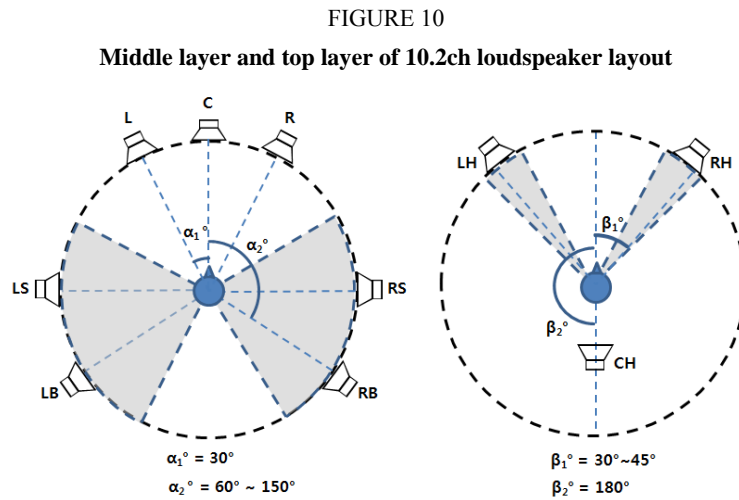 FIGURE 10
Middle layer and top layer of 10.2ch loudspeaker layout
L
C
R
α₁°
α₂°
LS
RS
LB
RB
α₁° = 30°
α₂° = 60° ~ 150°
LH
RH
β₁°
β₂°
CH
β₁° = 30°~45°
β₂° = 180°